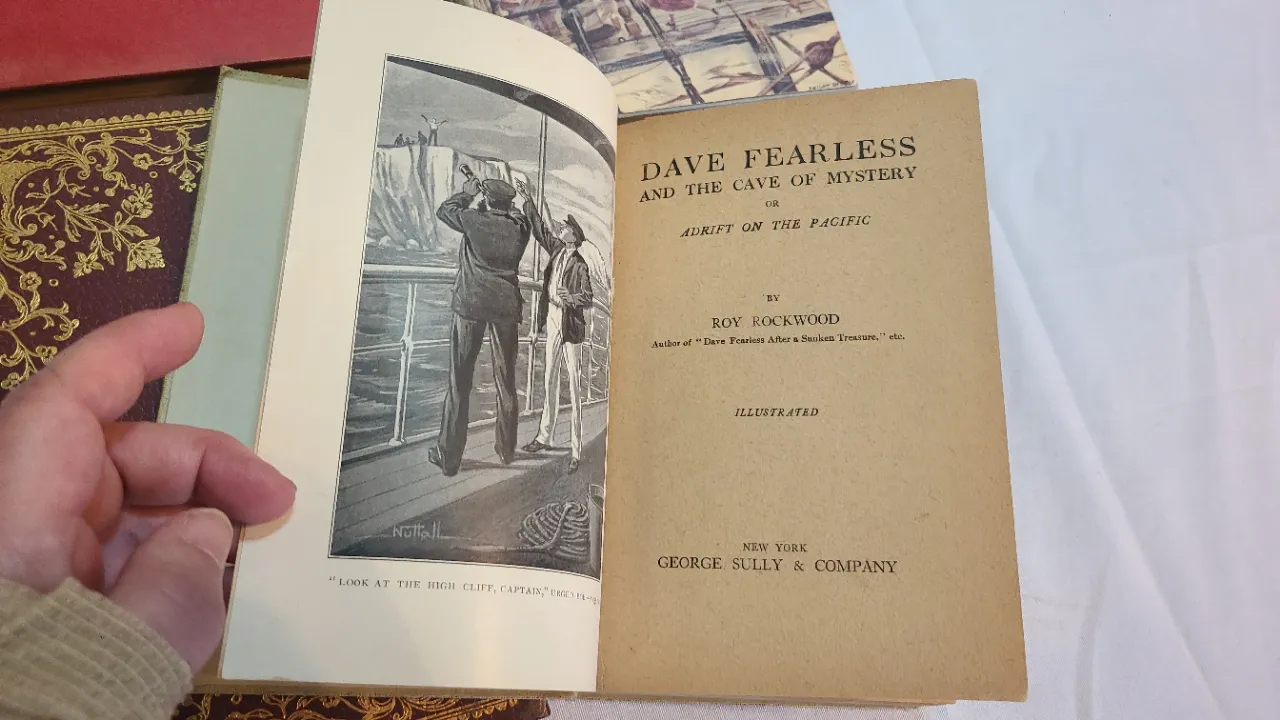 Nuttall
"LOOK AT THE HIGH CLIFF, CAPTAIN,"
DAVE FEARLESS
AND THE CAVE OF MYSTERY
OR
ADRIFT ON THE PACIFIC
BY
ROY ROCKWOOD
Author of "Dave Fearless After a Sunken Treasure," etc.
ILLUSTRATED
NEW YORK
GEORGE SULLY & COMPANY